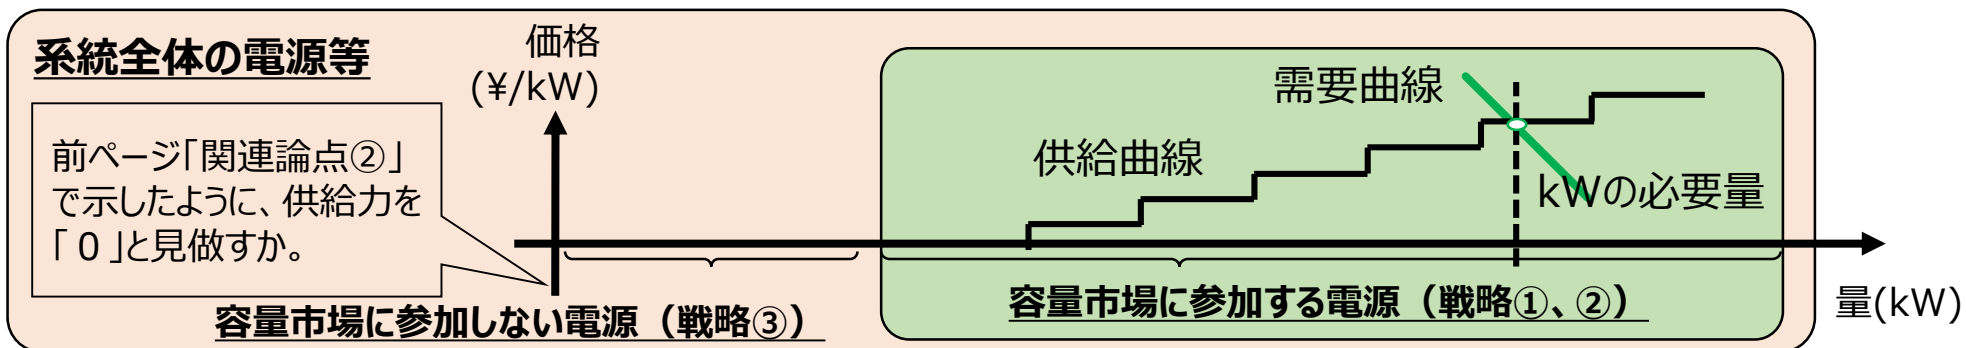 系統全体の電源等
価格
(¥/kW)
前ページ「関連論点②」
で示したように、供給力を
「０」と見做すか。
需要曲線
供給曲線
kWの必要量
容量市場に参加しない電源（戦略③）
容量市場に参加する電源（戦略①、②）
量(kW)